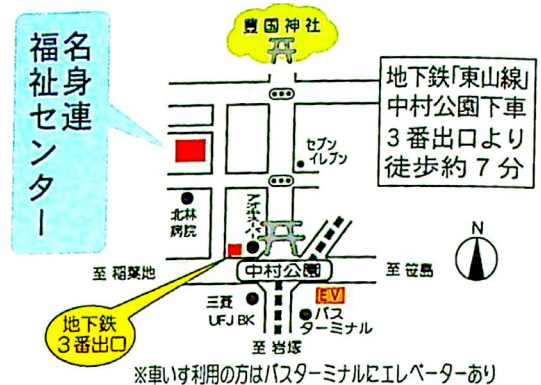 豊国神社
名身連
福祉センター
地下鉄「東山線」
中村公園下車
3番出口より
徒歩約7分
セブン
イレブン
北林
病院
N
中村公園
至 稲葉地
至 笹島
地下鉄
3番出口
三菱
UFJ BK
EV
バス
ターミナル
至 岩塚
※車いす利用の方はバスターミナルにエレベーターあり